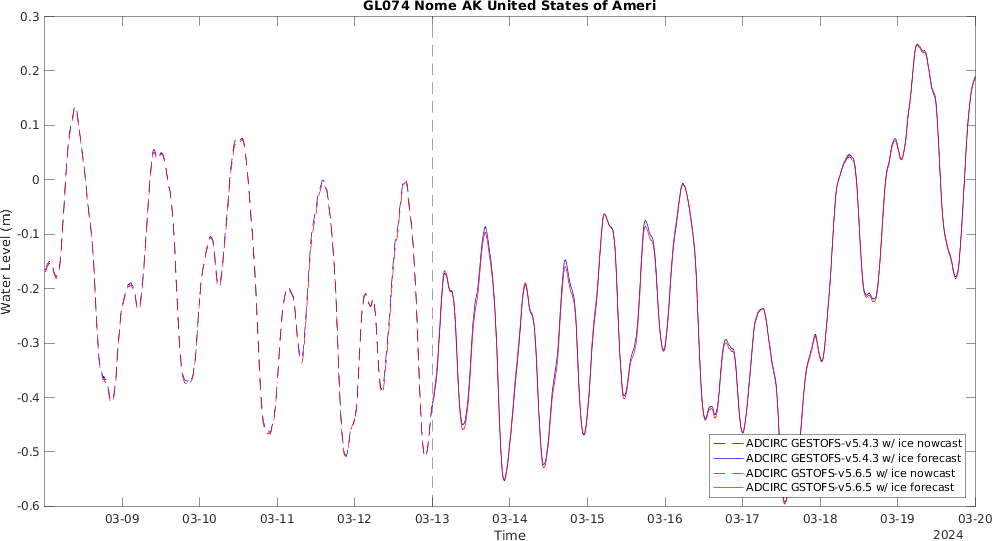 GL074 Nome AK United States of Ameri
0.3
0.2
0.1
0
-0.1
-0.2
-0.3
-0.4
-0.5
-0.6
Water Level (m)
ADCIRC GESTOFS-v5.4.3 w/ ice nowcast
ADCIRC GESTOFS-v5.4.3 w/ ice forecast
ADCIRC GSTOFS-v5.6.5 w/ ice nowcast
ADCIRC GSTOFS-v5.6.5 w/ ice forecast
03-09 03-10 03-11 03-12 03-13 03-14 03-15 03-16 03-17 03-18 03-19 03-20
Time
2024